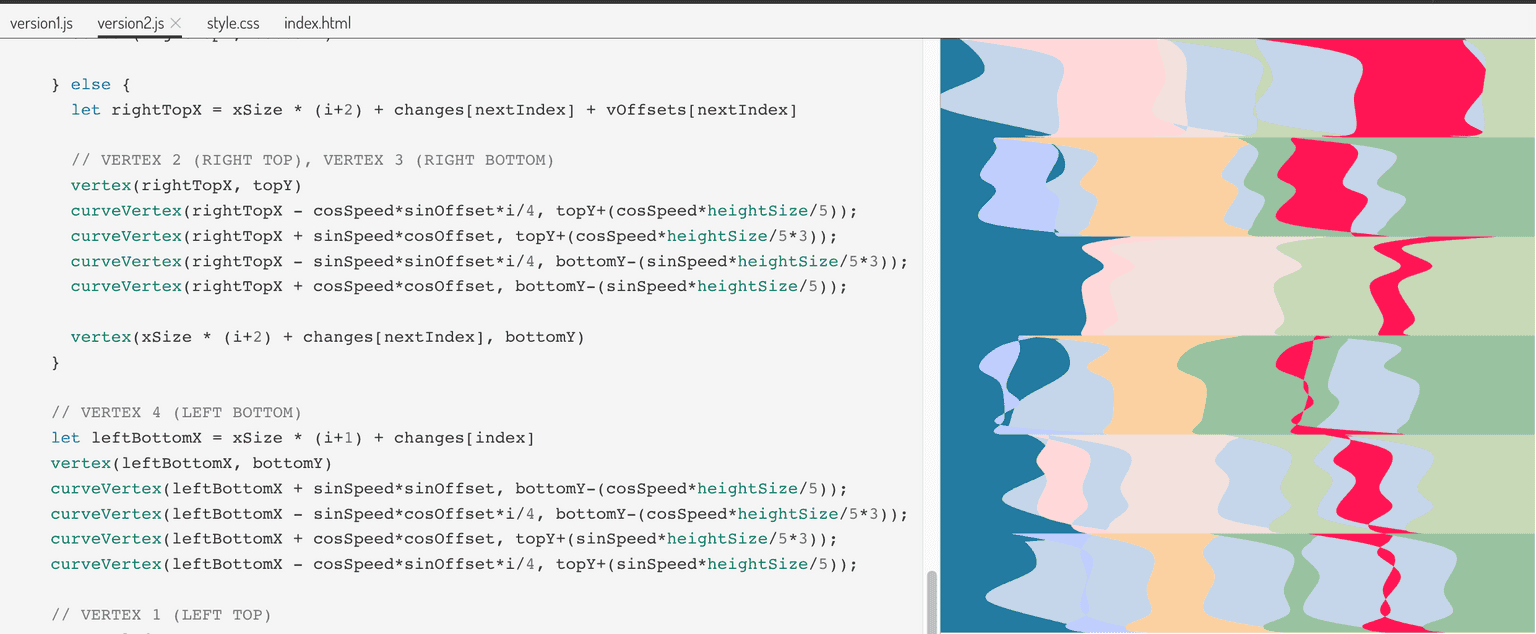 version1.js version2.js × style.css index.html
} else {
let rightTopX = xSize * (i+2) + changes[nextIndex] + vOffsets[nextIndex]
// VERTEX 2 (RIGHT TOP), VERTEX 3 (RIGHT BOTTOM)
vertex(rightTopX, topY)
curveVertex(rightTopX - cosSpeed*sinOffset*i/4, topY+(cosSpeed*heightSize/5));
curveVertex(rightTopX + sinSpeed*cosOffset, topY+(cosSpeed*heightSize/5*3));
curveVertex(rightTopX - sinSpeed*sinOffset*i/4, bottomY-(sinSpeed*heightSize/5*3));
curveVertex(rightTopX + cosSpeed*cosOffset, bottomY-(sinSpeed*heightSize/5));
vertex(xSize * (i+2) + changes[nextIndex], bottomY)
}
// VERTEX 4 (LEFT BOTTOM)
let leftBottomX = xSize * (i+1) + changes[index]
vertex(leftBottomX, bottomY)
curveVertex(leftBottomX + sinSpeed*sinOffset, bottomY-(cosSpeed*heightSize/5));
curveVertex(leftBottomX - sinSpeed*cosOffset*i/4, bottomY-(cosSpeed*heightSize/5*3));
curveVertex(leftBottomX + cosSpeed*cosOffset, topY+(sinSpeed*heightSize/5*3));
curveVertex(leftBottomX - cosSpeed*sinOffset*i/4, topY+(sinSpeed*heightSize/5));
// VERTEX 1 (LEFT TOP)